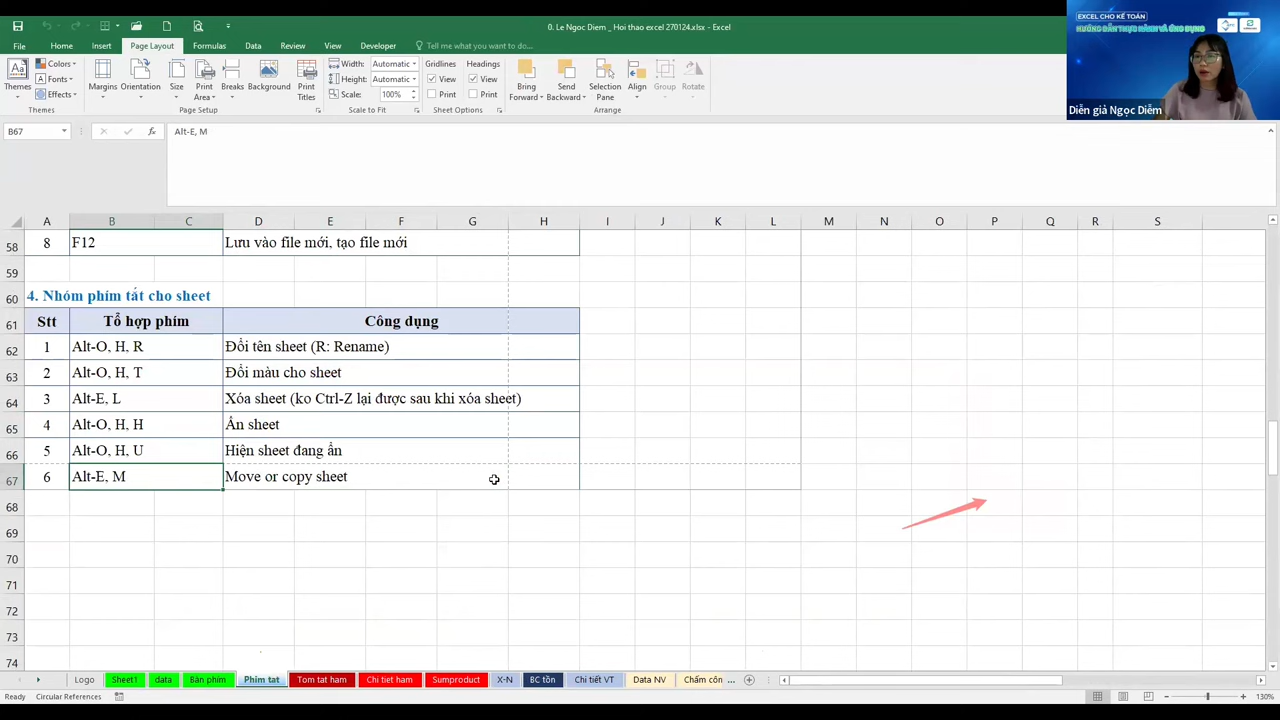 0. Le Ngoc Diem _ Hoi thao excel 270124.xlsx - Excel
EXCEL CHO KẾ TOÁN
HƯỚNG DẪN THỰC HÀNH VÀ ỨNG DỤNG
Diễn giả Ngọc Diễm
File Home Insert Page Layout Formulas Data Review View Developer Tell me what you want to do...
Themes Colors Fonts Effects
Margins Orientation Size Print Area Breaks Background Print Titles
Width: Automatic
Height: Automatic
Scale: 100%
Gridlines Headings
View View
Print Print
Bring Forward Send Backward Selection Pane Align Group Rotate
Themes Page Setup Scale to Fit Sheet Options Arrange
B67 fx Alt-E, M
A B C D E F G H I J K L M N O P Q R S
58 8 F12 Lưu vào file mới, tạo file mới
59
60 4. Nhóm phím tắt cho sheet
61 Stt Tổ hợp phím Công dụng
62 1 Alt-O, H, R Đổi tên sheet (R: Rename)
63 2 Alt-O, H, T Đổi màu cho sheet
64 3 Alt-E, L Xóa sheet (ko Ctrl-Z lại được sau khi xóa sheet)
65 4 Alt-O, H, H Ẩn sheet
66 5 Alt-O, H, U Hiện sheet đang ẩn
67 6 Alt-E, M Move or copy sheet
68
69
70
71
72
73
74
Logo Sheet1 data Bàn phím Phim tat Tom tat ham Chi tiet ham Sumproduct X-N BC tồn Chi tiết VT Data NV Chấm côn ...
Ready Circular References 130%